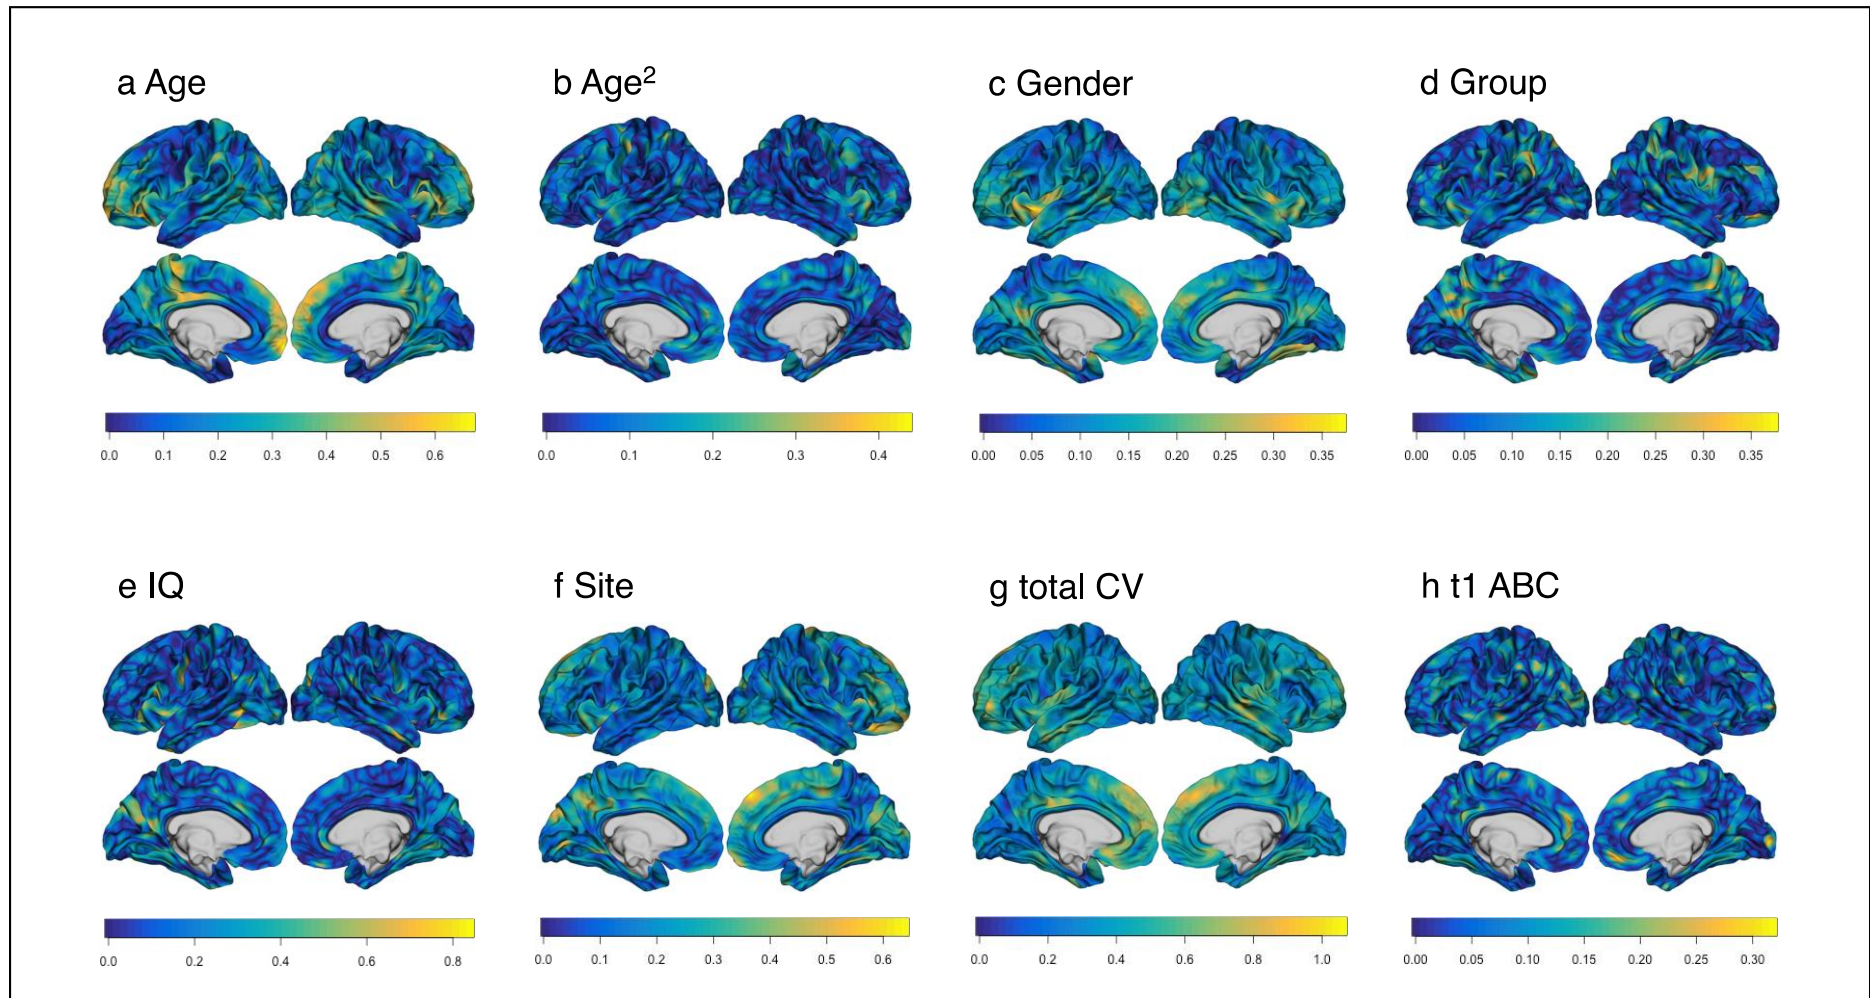 a Age
b Age²
c Gender
d Group
0.0 0.1 0.2 0.3 0.4 0.5 0.6
0.0 0.1 0.2 0.3 0.4
0.00 0.05 0.10 0.15 0.20 0.25 0.30 0.35
0.00 0.05 0.10 0.15 0.20 0.25 0.30 0.35
e IQ
f Site
g total CV
h t1 ABC
0.0 0.2 0.4 0.6 0.8
0.0 0.1 0.2 0.3 0.4 0.5 0.6
0.0 0.2 0.4 0.6 0.8 1.0
0.00 0.05 0.10 0.15 0.20 0.25 0.30